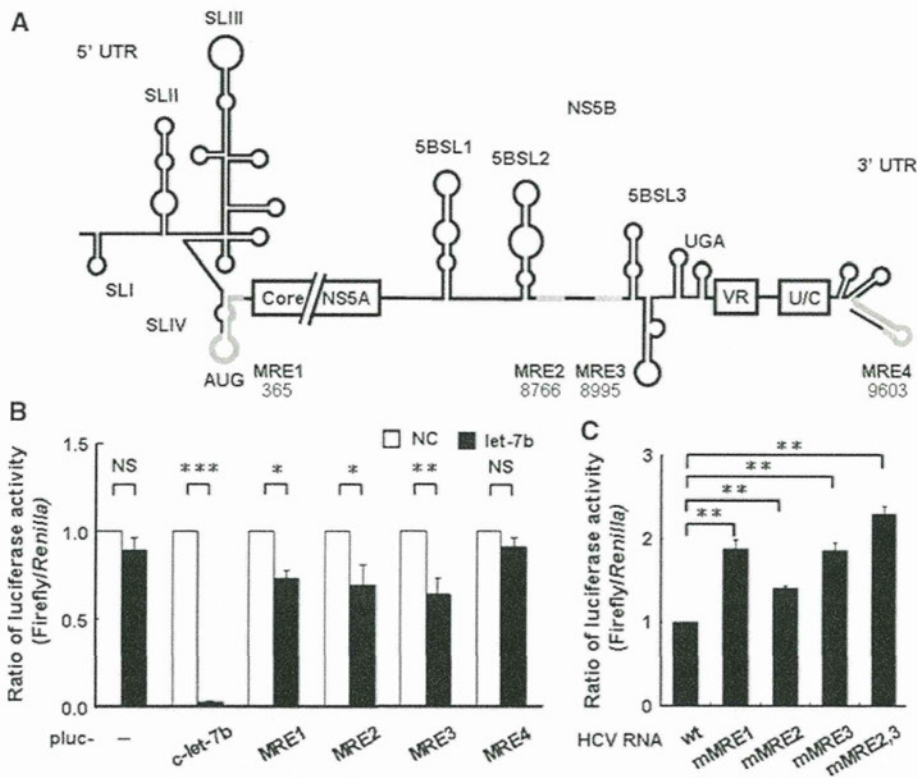 A
5' UTR
SLIII
SLII
NS5B
5BSL1
5BSL2
3' UTR
5BSL3
UGA
SLI
Core
NS5A
VR
U/C
SLIV
AUG
MRE1
365
MRE2
8766
MRE3
8995
MRE4
9603
B
Ratio of luciferase activity
(Firefly/Renilla)
1.5
1.0
0.5
0.0
NC
let-7b
NS
***
*
*
**
NS
pluc-
–
c-let-7b
MRE1
MRE2
MRE3
MRE4
C
Ratio of luciferase activity
(Firefly/Renilla)
3
2
1
0
**
**
**
**
HCV RNA
wt
mMRE1
mMRE2
mMRE3
mMRE2,3